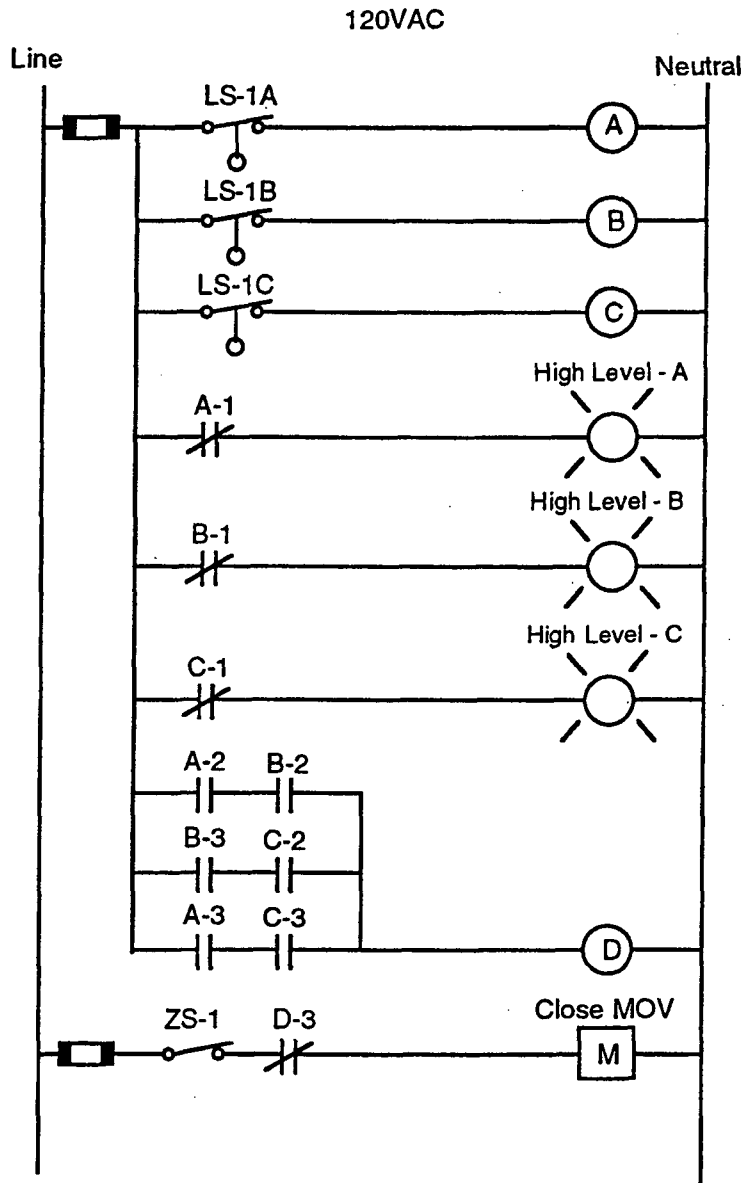 120VAC
Line
Neutral
LS-1A
A
LS-1B
B
LS-1C
C
High Level - A
A-1
High Level - B
B-1
High Level - C
C-1
A-2 B-2
B-3 C-2
A-3 C-3
D
ZS-1 D-3 Close MOV
M